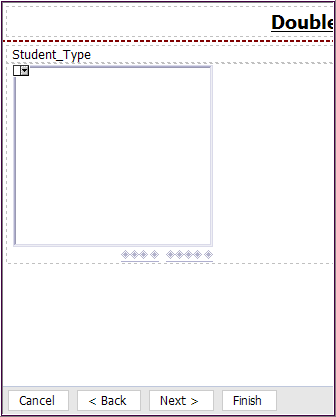 Double
Student_Type
Cancel
< Back
Next >
Finish